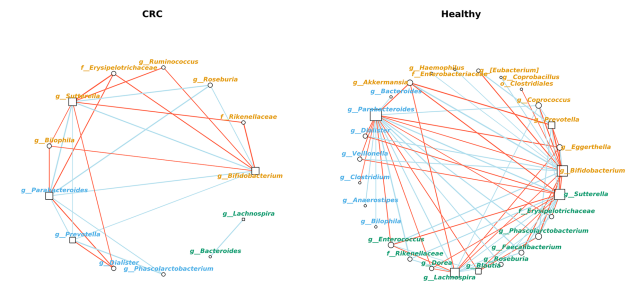 CRC
Healthy
g__Ruminococcus
f__Erysipelotrichaceae
g__Roseburia
g__Sutterella
f__Rikenellaceae
g__Bilophila
g__Bifidobacterium
g__Parabacteroides
g__Lachnospira
g__Prevotella
g__Bacteroides
g__Dialister
g__Phascolarctobacterium
g__Haemophilus
g__[Eubacterium]
f__Enterobacteriaceae
g__Coprobacillus
g__Akkermansia
o__Clostridiales
g__Bacteroides
g__Coprococcus
g__Parabacteroides
g__Prevotella
g__Dialister
g__Eggerthella
g__Veillonella
g__Bifidobacterium
g__Clostridium
g__Sutterella
g__Anaerostipes
f__Erysipelotrichaceae
g__Bilophila
g__Phascolarctobacterium
g__Enterococcus
g__Faecalibacterium
f__Rikenellaceae
g__Roseburia
g__Dorea
g__Blautia
g__Lachnospira